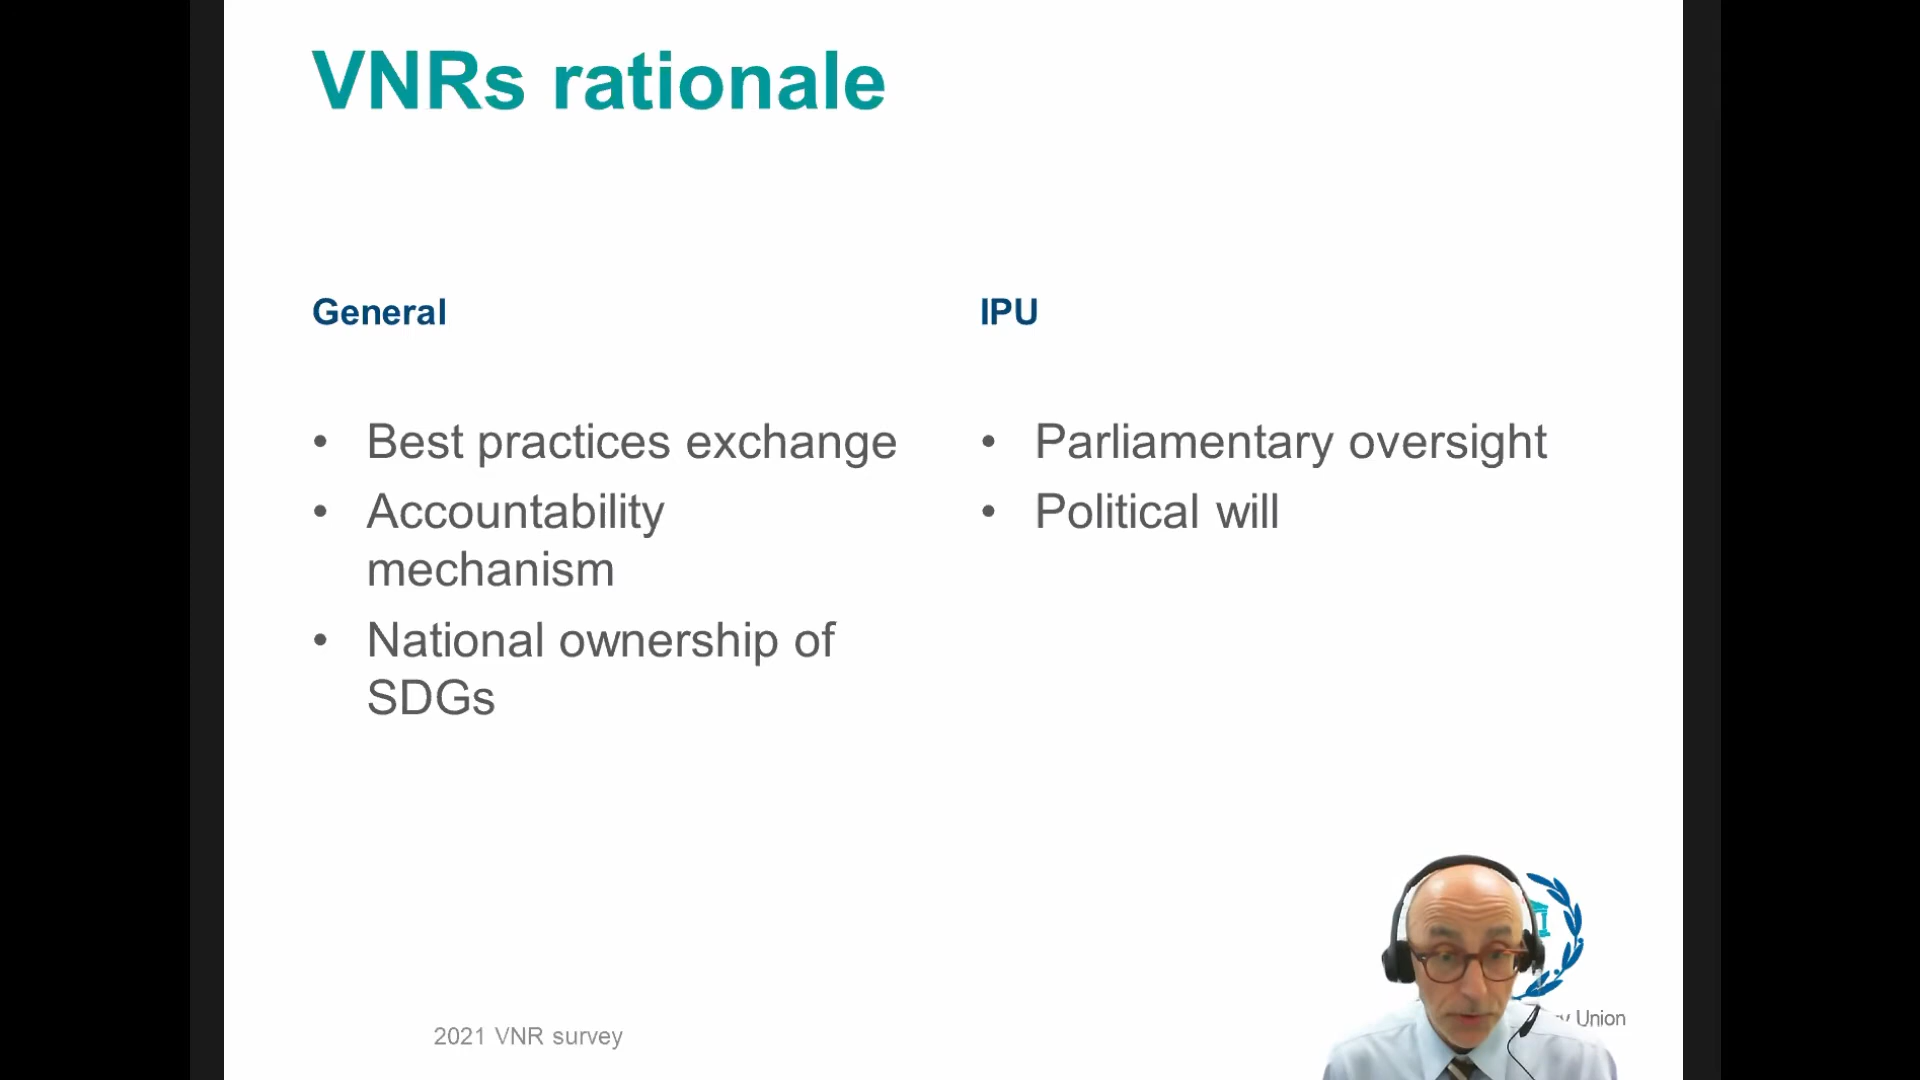 VNRs rationale
General
• Best practices exchange
• Accountability
mechanism
• National ownership of
SDGs
IPU
• Parliamentary oversight
• Political will
2021 VNR survey
Union